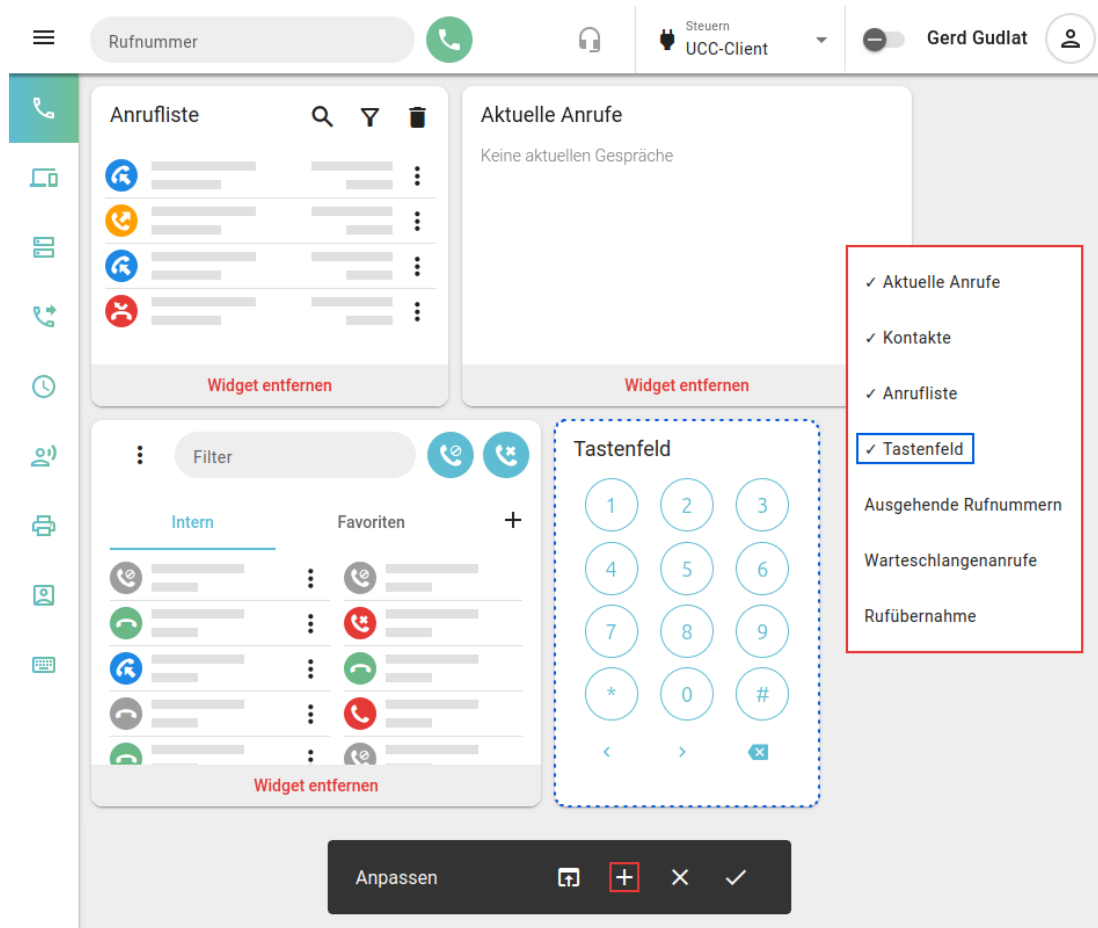 Rufnummer
Steuern
UCC-Client
Gerd Gudlat
Anrufliste
Aktuelle Anrufe
Keine aktuellen Gespräche
Widget entfernen
Widget entfernen
✓ Aktuelle Anrufe
✓ Kontakte
✓ Anrufliste
✓ Tastenfeld
Ausgehende Rufnummern
Warteschlangenanrufe
Rufübernahme
Filter
Intern
Favoriten
+
Widget entfernen
Tastenfeld
1 2 3
4 5 6
7 8 9
* 0 #
< >
Anpassen